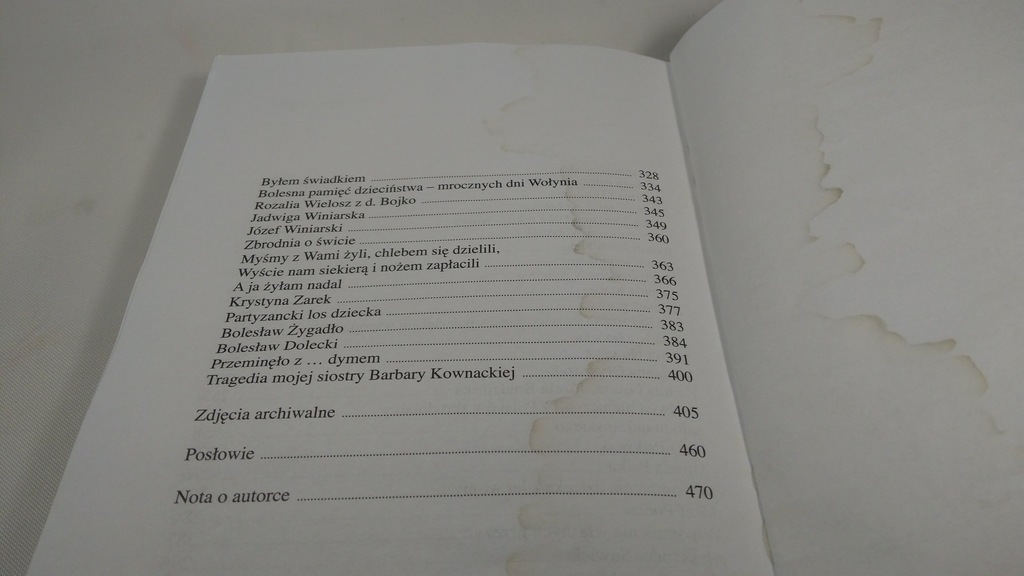 Byłem świadkiem ........ 328
Bolesna pamięć dzieciństwa – mrocznych dni Wołynia ........ 334
Rozalia Wielosz z d. Bojko ........ 343
Jadwiga Winiarska ........ 345
Józef Winiarski ........ 349
Zbrodnia o świcie ........ 360
Myśmy z Wami żyli, chlebem się dzielili,
Wyście nam siekierą i nożem zapłacili ........ 363
A ja żyłam nadal ........ 366
Krystyna Zarek ........ 375
Partyzancki los dziecka ........ 377
Bolesław Żygadło ........ 383
Bolesław Dolecki ........ 384
Przeminęło z … dymem ........ 391
Tragedia mojej siostry Barbary Kownackiej ........ 400
Zdjęcia archiwalne ........ 405
Posłowie ........ 460
Nota o autorce ........ 470